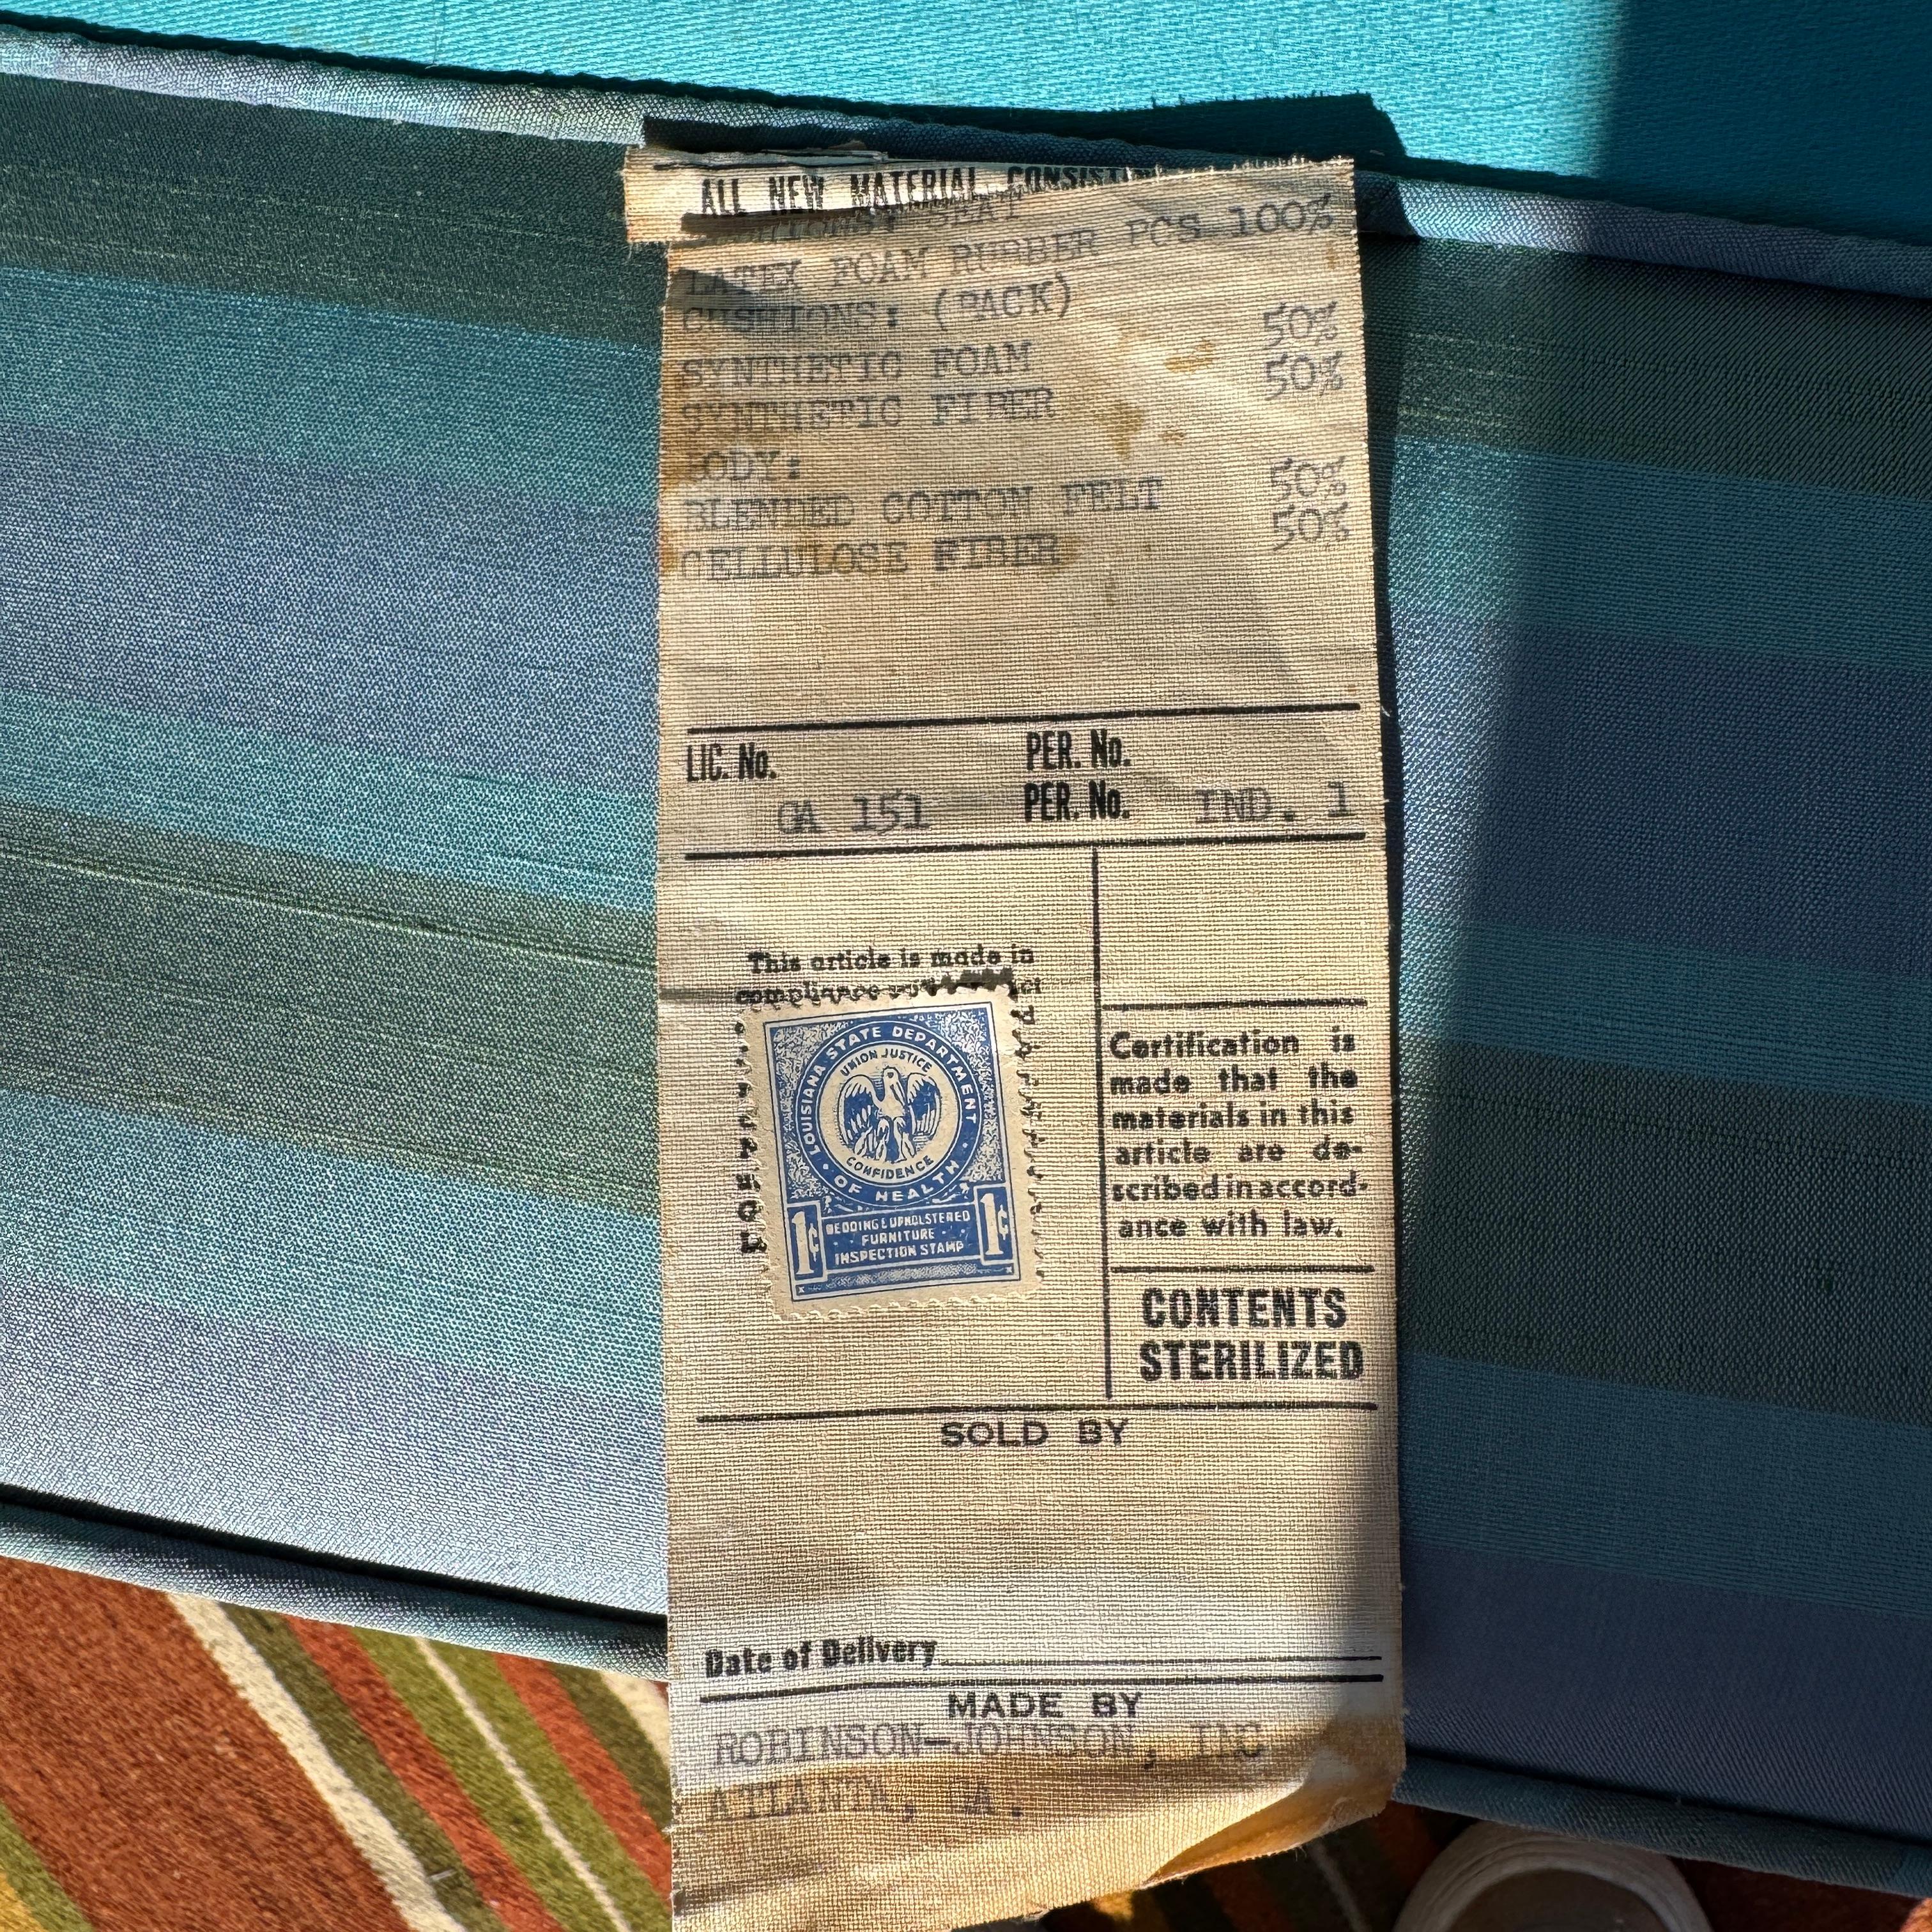 ALL NEW MATERIAL CONSISTING
CUSHIONS: SEAT
LATEX FOAM RUBBER PCS 100%
CUSHIONS: (BACK)
SYNTHETIC FOAM 50%
SYNTHETIC FIBER 50%
BODY:
BLENDED COTTON FELT 50%
CELLULOSE FIBER 50%
LIC. No. PER. No.
GA 151 PER. No. IND. 1
This article is made in
compliance
LOUISIANA STATE DEPARTMENT OF HEALTH
UNION JUSTICE
CONFIDENCE
1¢ BEDDING & UPHOLSTERED 1¢
FURNITURE
INSPECTION STAMP
Certification is
made that the
materials in this
article are de-
scribed in accord-
ance with law.
CONTENTS
STERILIZED
SOLD BY
Date of Delivery
MADE BY
ROBINSON-JOHNSON, INC
ATLANTA, GA.